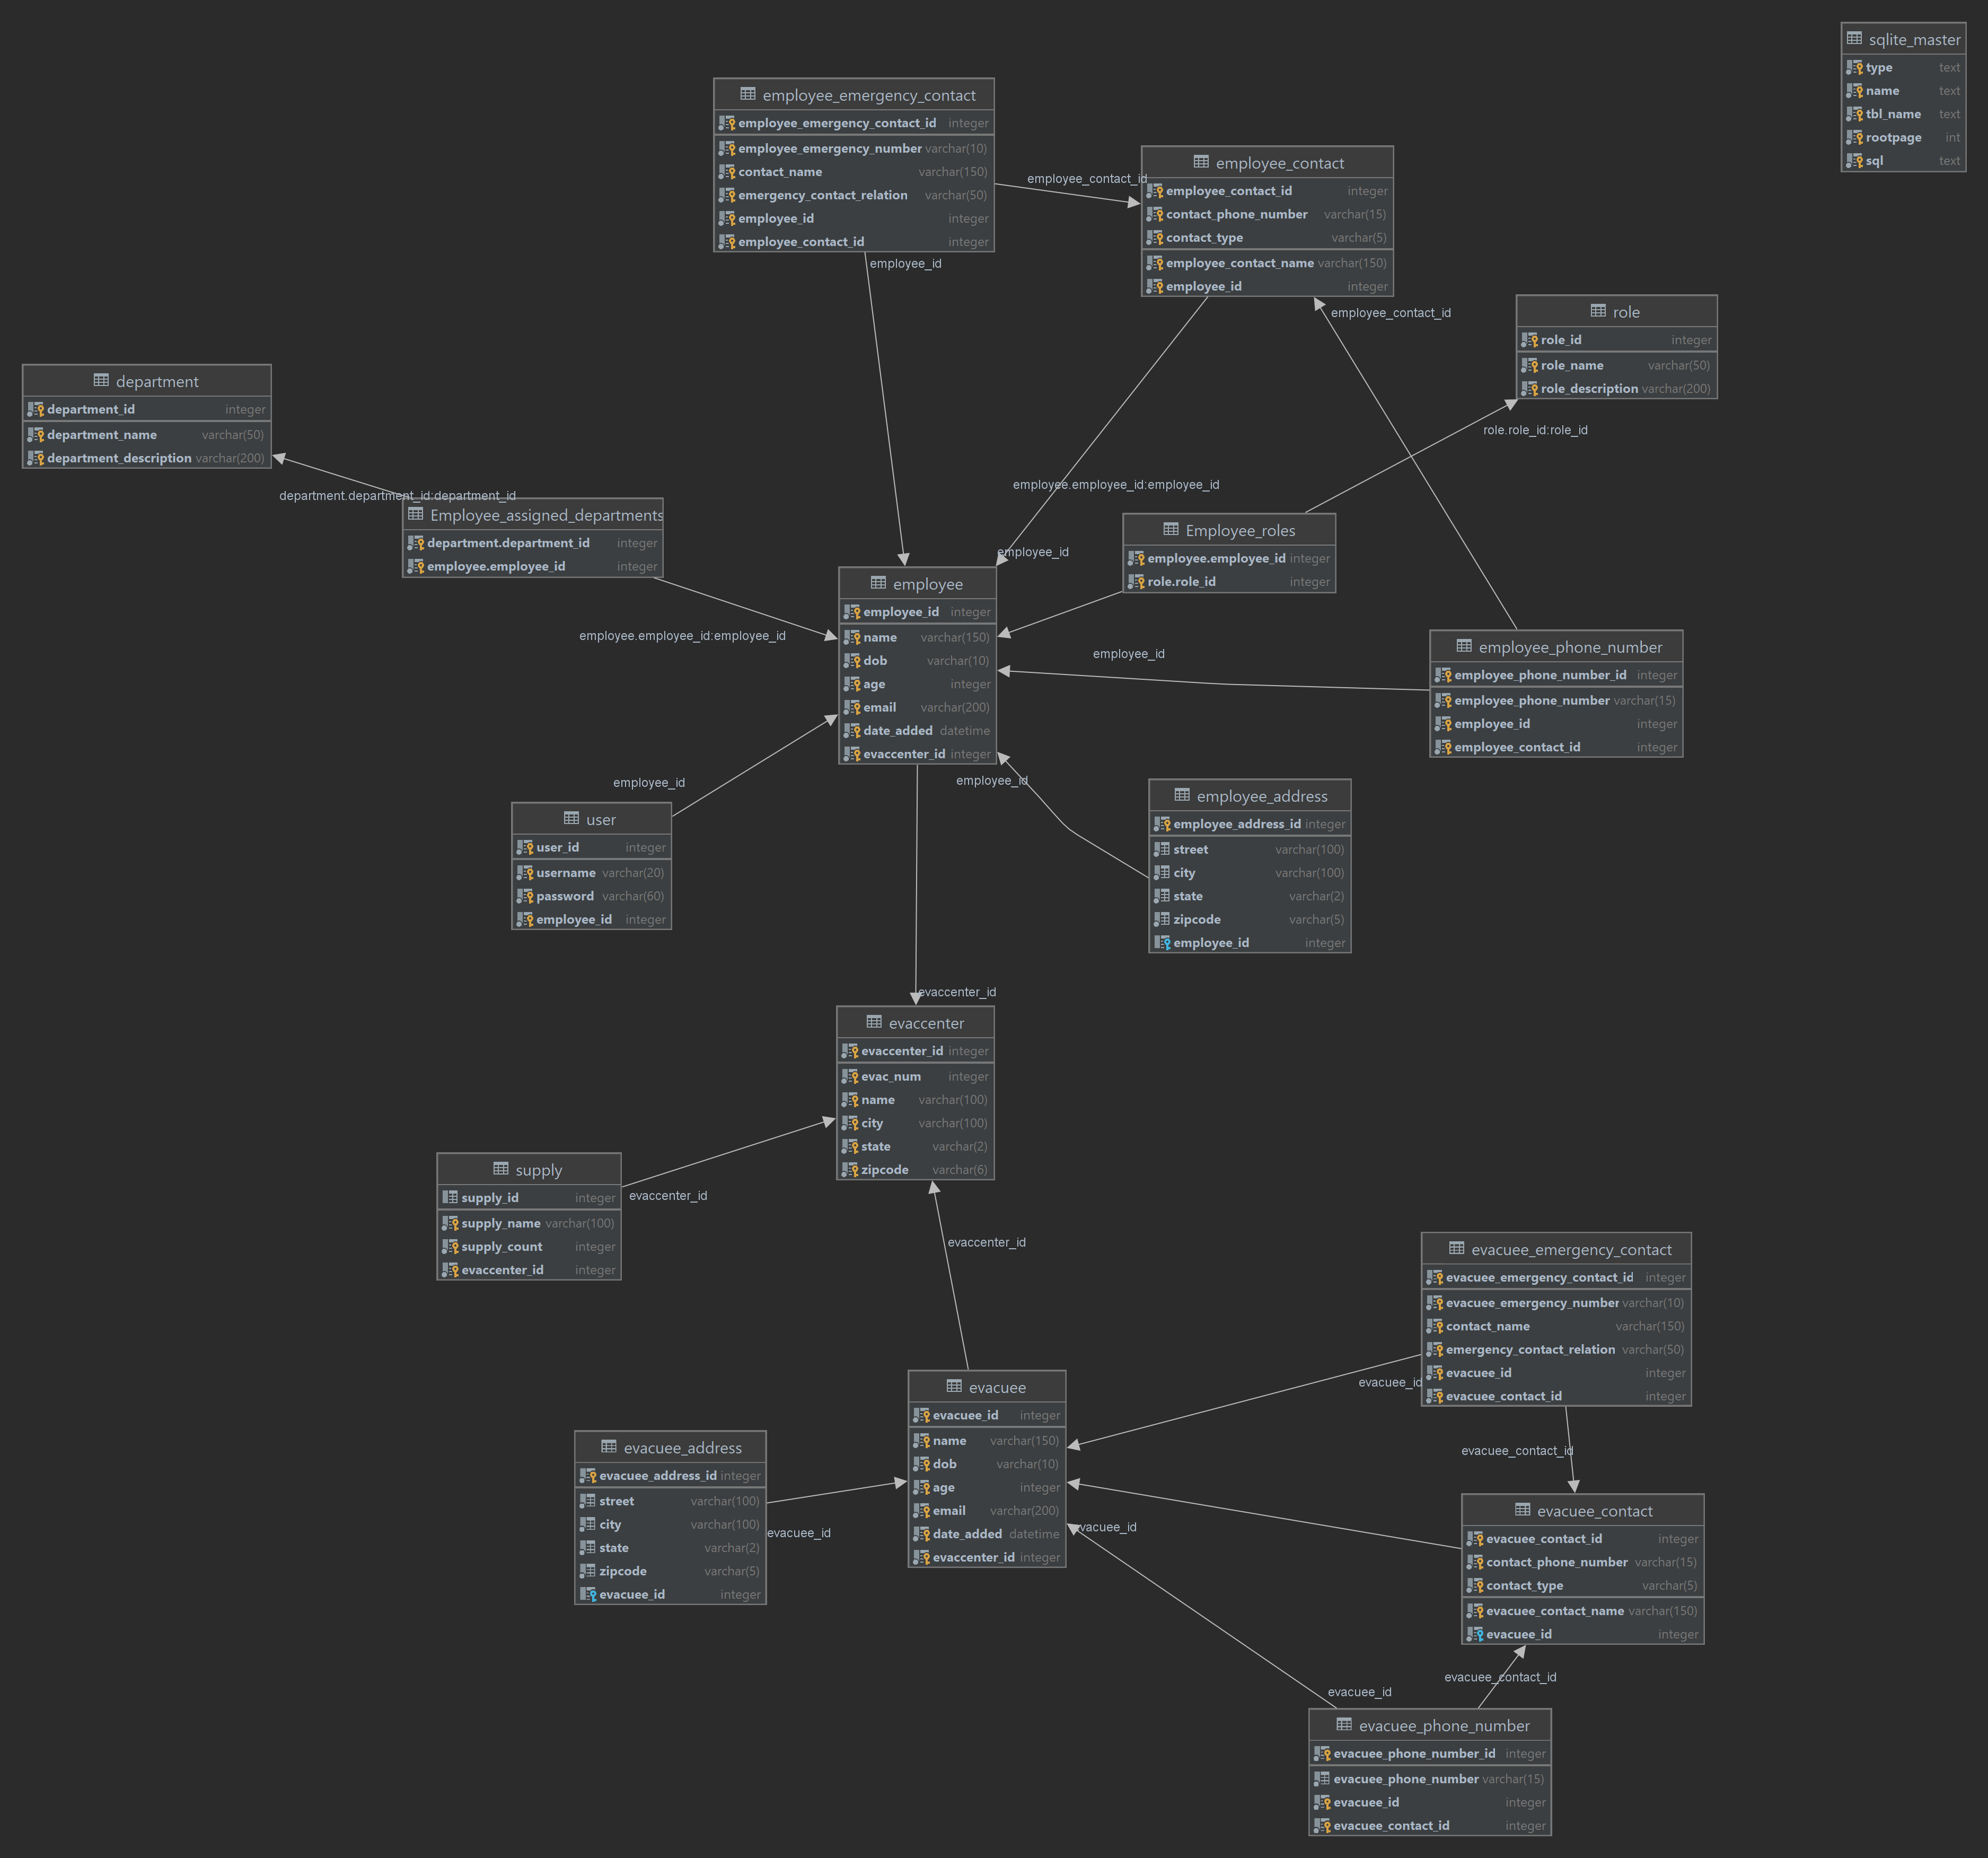 sqlite_master
type text
name text
tbl_name text
rootpage int
sql text
employee_emergency_contact
employee_emergency_contact_id integer
employee_emergency_number varchar(10)
contact_name varchar(150)
emergency_contact_relation varchar(50)
employee_id integer
employee_contact_id integer
employee_contact_id
employee_id
employee_contact
employee_contact_id integer
contact_phone_number varchar(15)
contact_type varchar(5)
employee_contact_name varchar(150)
employee_id integer
employee_contact_id
role
role_id integer
role_name varchar(50)
role_description varchar(200)
role.role_id:role_id
department
department_id integer
department_name varchar(50)
department_description varchar(200)
department.department_id:department_id
Employee_assigned_departments
department.department_id integer
employee.employee_id integer
employee.employee_id:employee_id
employee.employee_id:employee_id
employee_id
Employee_roles
employee.employee_id integer
role.role_id integer
employee
employee_id integer
name varchar(150)
dob varchar(10)
age integer
email varchar(200)
date_added datetime
evaccenter_id integer
employee_id
employee_phone_number
employee_phone_number_id integer
employee_phone_number varchar(15)
employee_id integer
employee_contact_id integer
employee_id
employee_id
user
user_id integer
username varchar(20)
password varchar(60)
employee_id integer
employee_address
employee_address_id integer
street varchar(100)
city varchar(100)
state varchar(2)
zipcode varchar(5)
employee_id integer
evaccenter_id
evaccenter
evaccenter_id integer
evac_num integer
name varchar(100)
city varchar(100)
state varchar(2)
zipcode varchar(6)
supply
supply_id integer
supply_name varchar(100)
supply_count integer
evaccenter_id integer
evaccenter_id
evaccenter_id
evacuee_emergency_contact
evacuee_emergency_contact_id integer
evacuee_emergency_number varchar(10)
contact_name varchar(150)
emergency_contact_relation varchar(50)
evacuee_id integer
evacuee_contact_id integer
evacuee_id
evacuee_contact_id
evacuee
evacuee_id integer
name varchar(150)
dob varchar(10)
age integer
email varchar(200)
date_added datetime
evaccenter_id integer
evacuee_address
evacuee_address_id integer
street varchar(100)
city varchar(100)
state varchar(2)
zipcode varchar(5)
evacuee_id integer
evacuee_id
evacuee_id
evacuee_contact
evacuee_contact_id integer
contact_phone_number varchar(15)
contact_type varchar(5)
evacuee_contact_name varchar(150)
evacuee_id integer
evacuee_contact_id
evacuee_id
evacuee_phone_number
evacuee_phone_number_id integer
evacuee_phone_number varchar(15)
evacuee_id integer
evacuee_contact_id integer